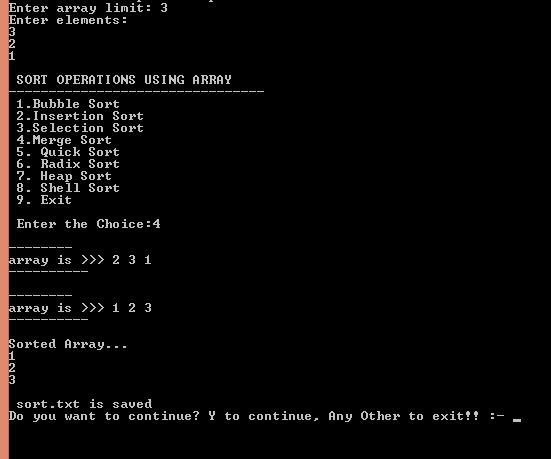 Enter array limit: 3
Enter elements:
3
2
1
SORT OPERATIONS USING ARRAY
--------------------------------
1.Bubble Sort
2.Insertion Sort
3.Selection Sort
4.Merge Sort
5. Quick Sort
6. Radix Sort
7. Heap Sort
8. Shell Sort
9. Exit
Enter the Choice:4
--------
array is >>> 2 3 1
----------
--------
array is >>> 1 2 3
----------
Sorted Array...
1
2
3
sort.txt is saved
Do you want to continue? Y to continue, Any Other to exit!! :- _